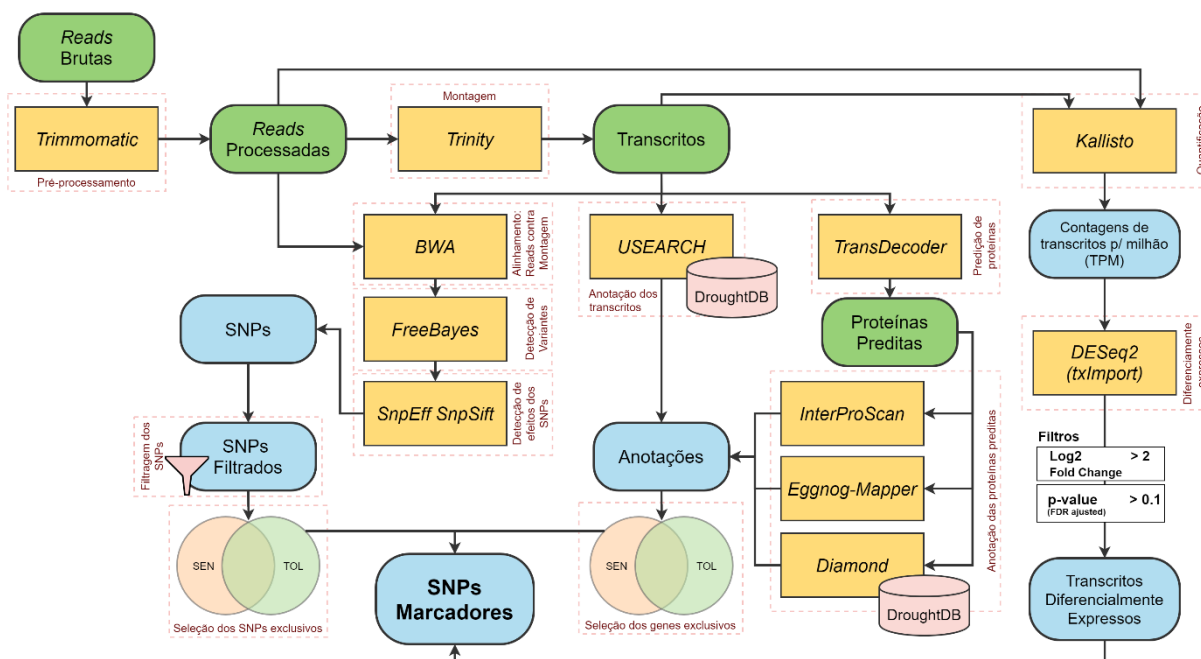 Reads
Brutas
Trimmomatic
Pré-processamento
Reads
Processadas
Montagem
Trinity
Transcritos
Kallisto
Quantificação
BWA
Alinhamento:
Reads contra
Montagem
USEARCH
DroughtDB
Anotação dos
transcritos
TransDecoder
Predição de
proteínas
Contagens de
transcritos p/ milhão
(TPM)
SNPs
FreeBayes
Detecção de
Variantes
Proteínas
Preditas
DESeq2
(txImport)
Diferenciamente
expressos
SnpEff SnpSift
Detecção de
efeitos dos
SNPs
InterProScan
Filtragem dos
SNPs
SNPs
Filtrados
Anotações
Eggnog-Mapper
Anotação das proteínas preditas
Filtros
Log2 > 2
Fold Change
p-value > 0.1
(FDR ajusted)
SEN
TOL
Seleção dos SNPs exclusivos
SNPs
Marcadores
SEN
TOL
Seleção dos genes exclusivos
Diamond
DroughtDB
Transcritos
Diferencialmente
Expressos